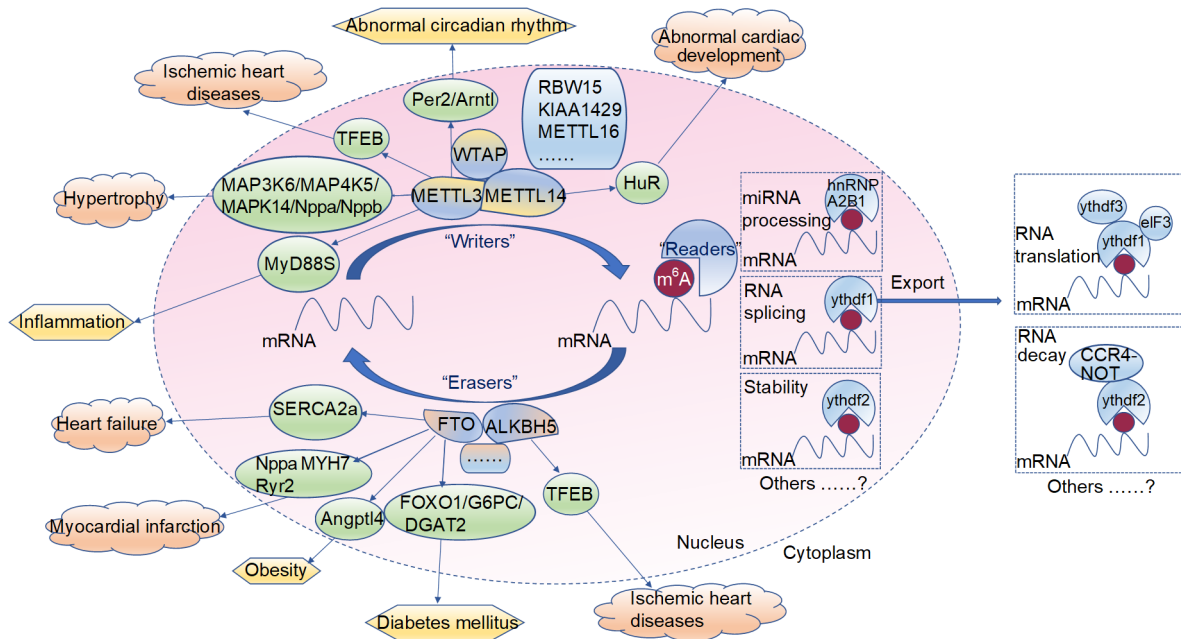 Abnormal circadian rhythm
Abnormal cardiac
development
Ischemic heart
diseases
Per2/Arntl
RBW15
KIAA1429
METTL16
......
TFEB
WTAP
HuR
MAP3K6/MAP4K5/
MAPK14/Nppa/Nppb
Hypertrophy
METTL3
METTL14
MyD88S
"Writers"
"Readers"
m6A
mRNA
mRNA
Inflammation
"Erasers"
miRNA
processing
hnRNP
A2B1
mRNA
RNA
splicing
ythdf1
mRNA
Stability
ythdf2
mRNA
Others ......?
Export
ythdf3
eIF3
ythdf1
RNA
translation
mRNA
RNA
decay
CCR4-
NOT
ythdf2
mRNA
Others ......?
SERCA2a
Heart failure
FTO
ALKBH5
......
Nppa MYH7
Ryr2
Myocardial infarction
Angptl4
FOXO1/G6PC/
DGAT2
TFEB
Obesity
Diabetes mellitus
Nucleus
Cytoplasm
Ischemic heart
diseases